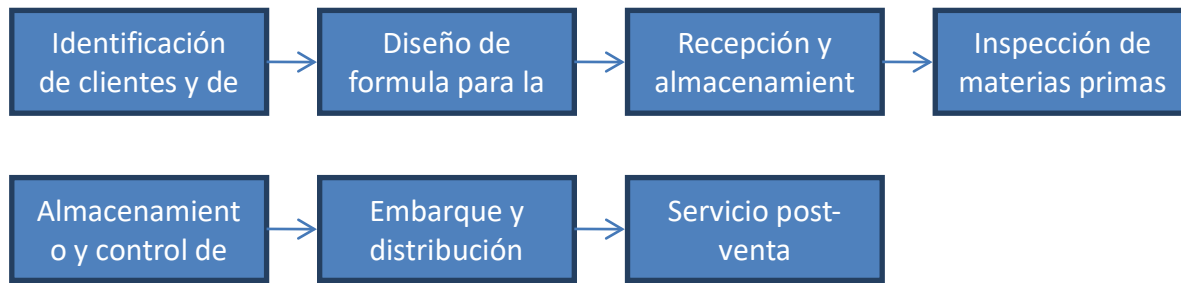 Identificación
de clientes y de
Diseño de
formula para la
Recepción y
almacenamient
Inspección de
materias primas
Almacenamient
o y control de
Embarque y
distribución
Servicio post-
venta